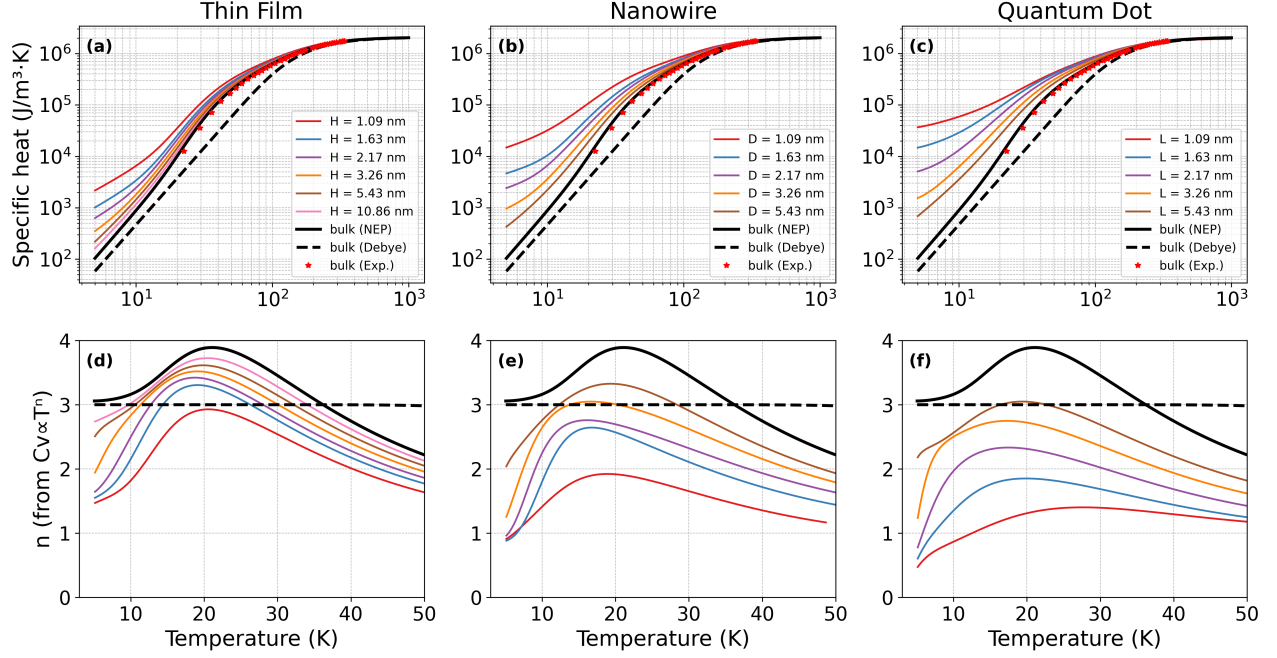 Thin Film
Nanowire
Quantum Dot
Specific heat (J/m³·K)
(a)
10⁶
10⁵
10⁴
10³
10²
10¹
10²
10³
H = 1.09 nm
H = 1.63 nm
H = 2.17 nm
H = 3.26 nm
H = 5.43 nm
H = 10.86 nm
bulk (NEP)
bulk (Debye)
bulk (Exp.)
(b)
10⁶
10⁵
10⁴
10³
10²
10¹
10²
10³
D = 1.09 nm
D = 1.63 nm
D = 2.17 nm
D = 3.26 nm
D = 5.43 nm
bulk (NEP)
bulk (Debye)
bulk (Exp.)
(c)
10⁶
10⁵
10⁴
10³
10²
10¹
10²
10³
L = 1.09 nm
L = 1.63 nm
L = 2.17 nm
L = 3.26 nm
L = 5.43 nm
bulk (NEP)
bulk (Debye)
bulk (Exp.)
n (from Cv∝Tⁿ)
(d)
4
3
2
1
0
10 20 30 40 50
Temperature (K)
(e)
4
3
2
1
0
10 20 30 40 50
Temperature (K)
(f)
4
3
2
1
0
10 20 30 40 50
Temperature (K)